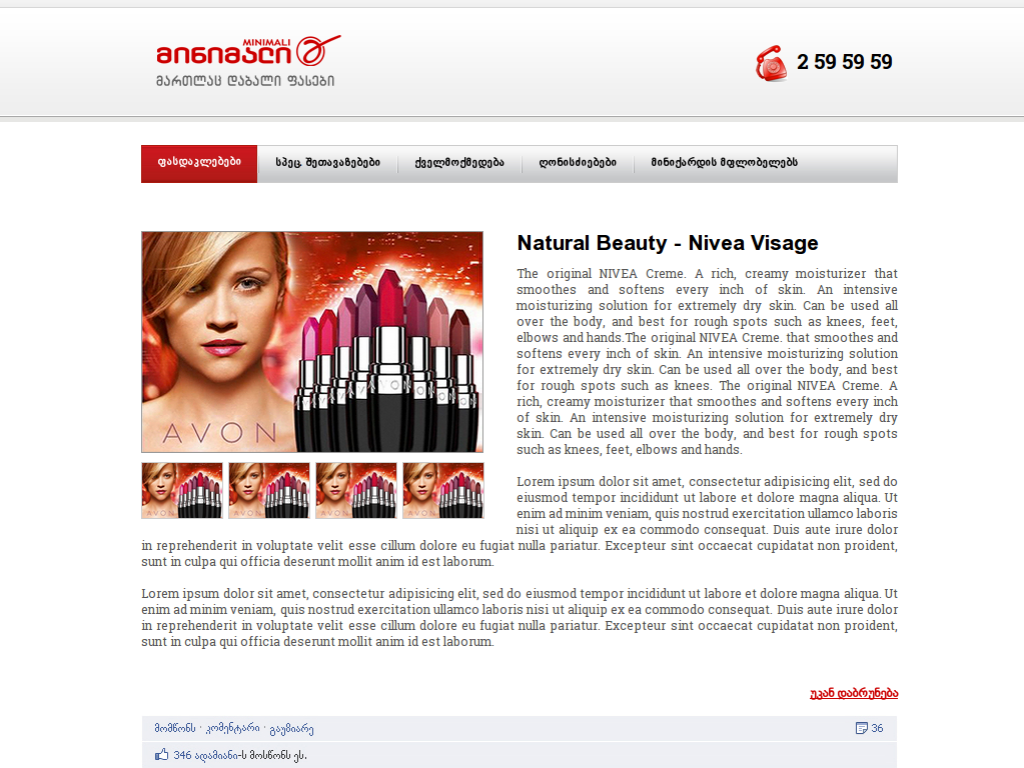 MINIMALI
მინიმალი
მართლაც დაბალი ფასები
2 59 59 59
ფასდაკლებები
სპეც. შეთავაზებები
ქველმოქმედება
ღონისძიებები
მინიქარდის მფლობელებს
AVON
Natural Beauty - Nivea Visage
The original NIVEA Creme. A rich, creamy moisturizer that
smoothes and softens every inch of skin. An intensive
moisturizing solution for extremely dry skin. Can be used all
over the body, and best for rough spots such as knees, feet,
elbows and hands.The original NIVEA Creme. that smoothes and
softens every inch of skin. An intensive moisturizing solution
for extremely dry skin. Can be used all over the body, and best
for rough spots such as knees. The original NIVEA Creme. A
rich, creamy moisturizer that smoothes and softens every inch
of skin. An intensive moisturizing solution for extremely dry
skin. Can be used all over the body, and best for rough spots
such as knees, feet, elbows and hands.
Lorem ipsum dolor sit amet, consectetur adipisicing elit, sed do
eiusmod tempor incididunt ut labore et dolore magna aliqua. Ut
enim ad minim veniam, quis nostrud exercitation ullamco laboris
nisi ut aliquip ex ea commodo consequat. Duis aute irure dolor
in reprehenderit in voluptate velit esse cillum dolore eu fugiat nulla pariatur. Excepteur sint occaecat cupidatat non proident,
sunt in culpa qui officia deserunt mollit anim id est laborum.
Lorem ipsum dolor sit amet, consectetur adipisicing elit, sed do eiusmod tempor incididunt ut labore et dolore magna aliqua. Ut
enim ad minim veniam, quis nostrud exercitation ullamco laboris nisi ut aliquip ex ea commodo consequat. Duis aute irure dolor
in reprehenderit in voluptate velit esse cillum dolore eu fugiat nulla pariatur. Excepteur sint occaecat cupidatat non proident,
sunt in culpa qui officia deserunt mollit anim id est laborum.
უკან დაბრუნება
მომწონს · კომენტარი · გაუზიარე
36
346 ადამიანი-ს მოსწონს ეს.